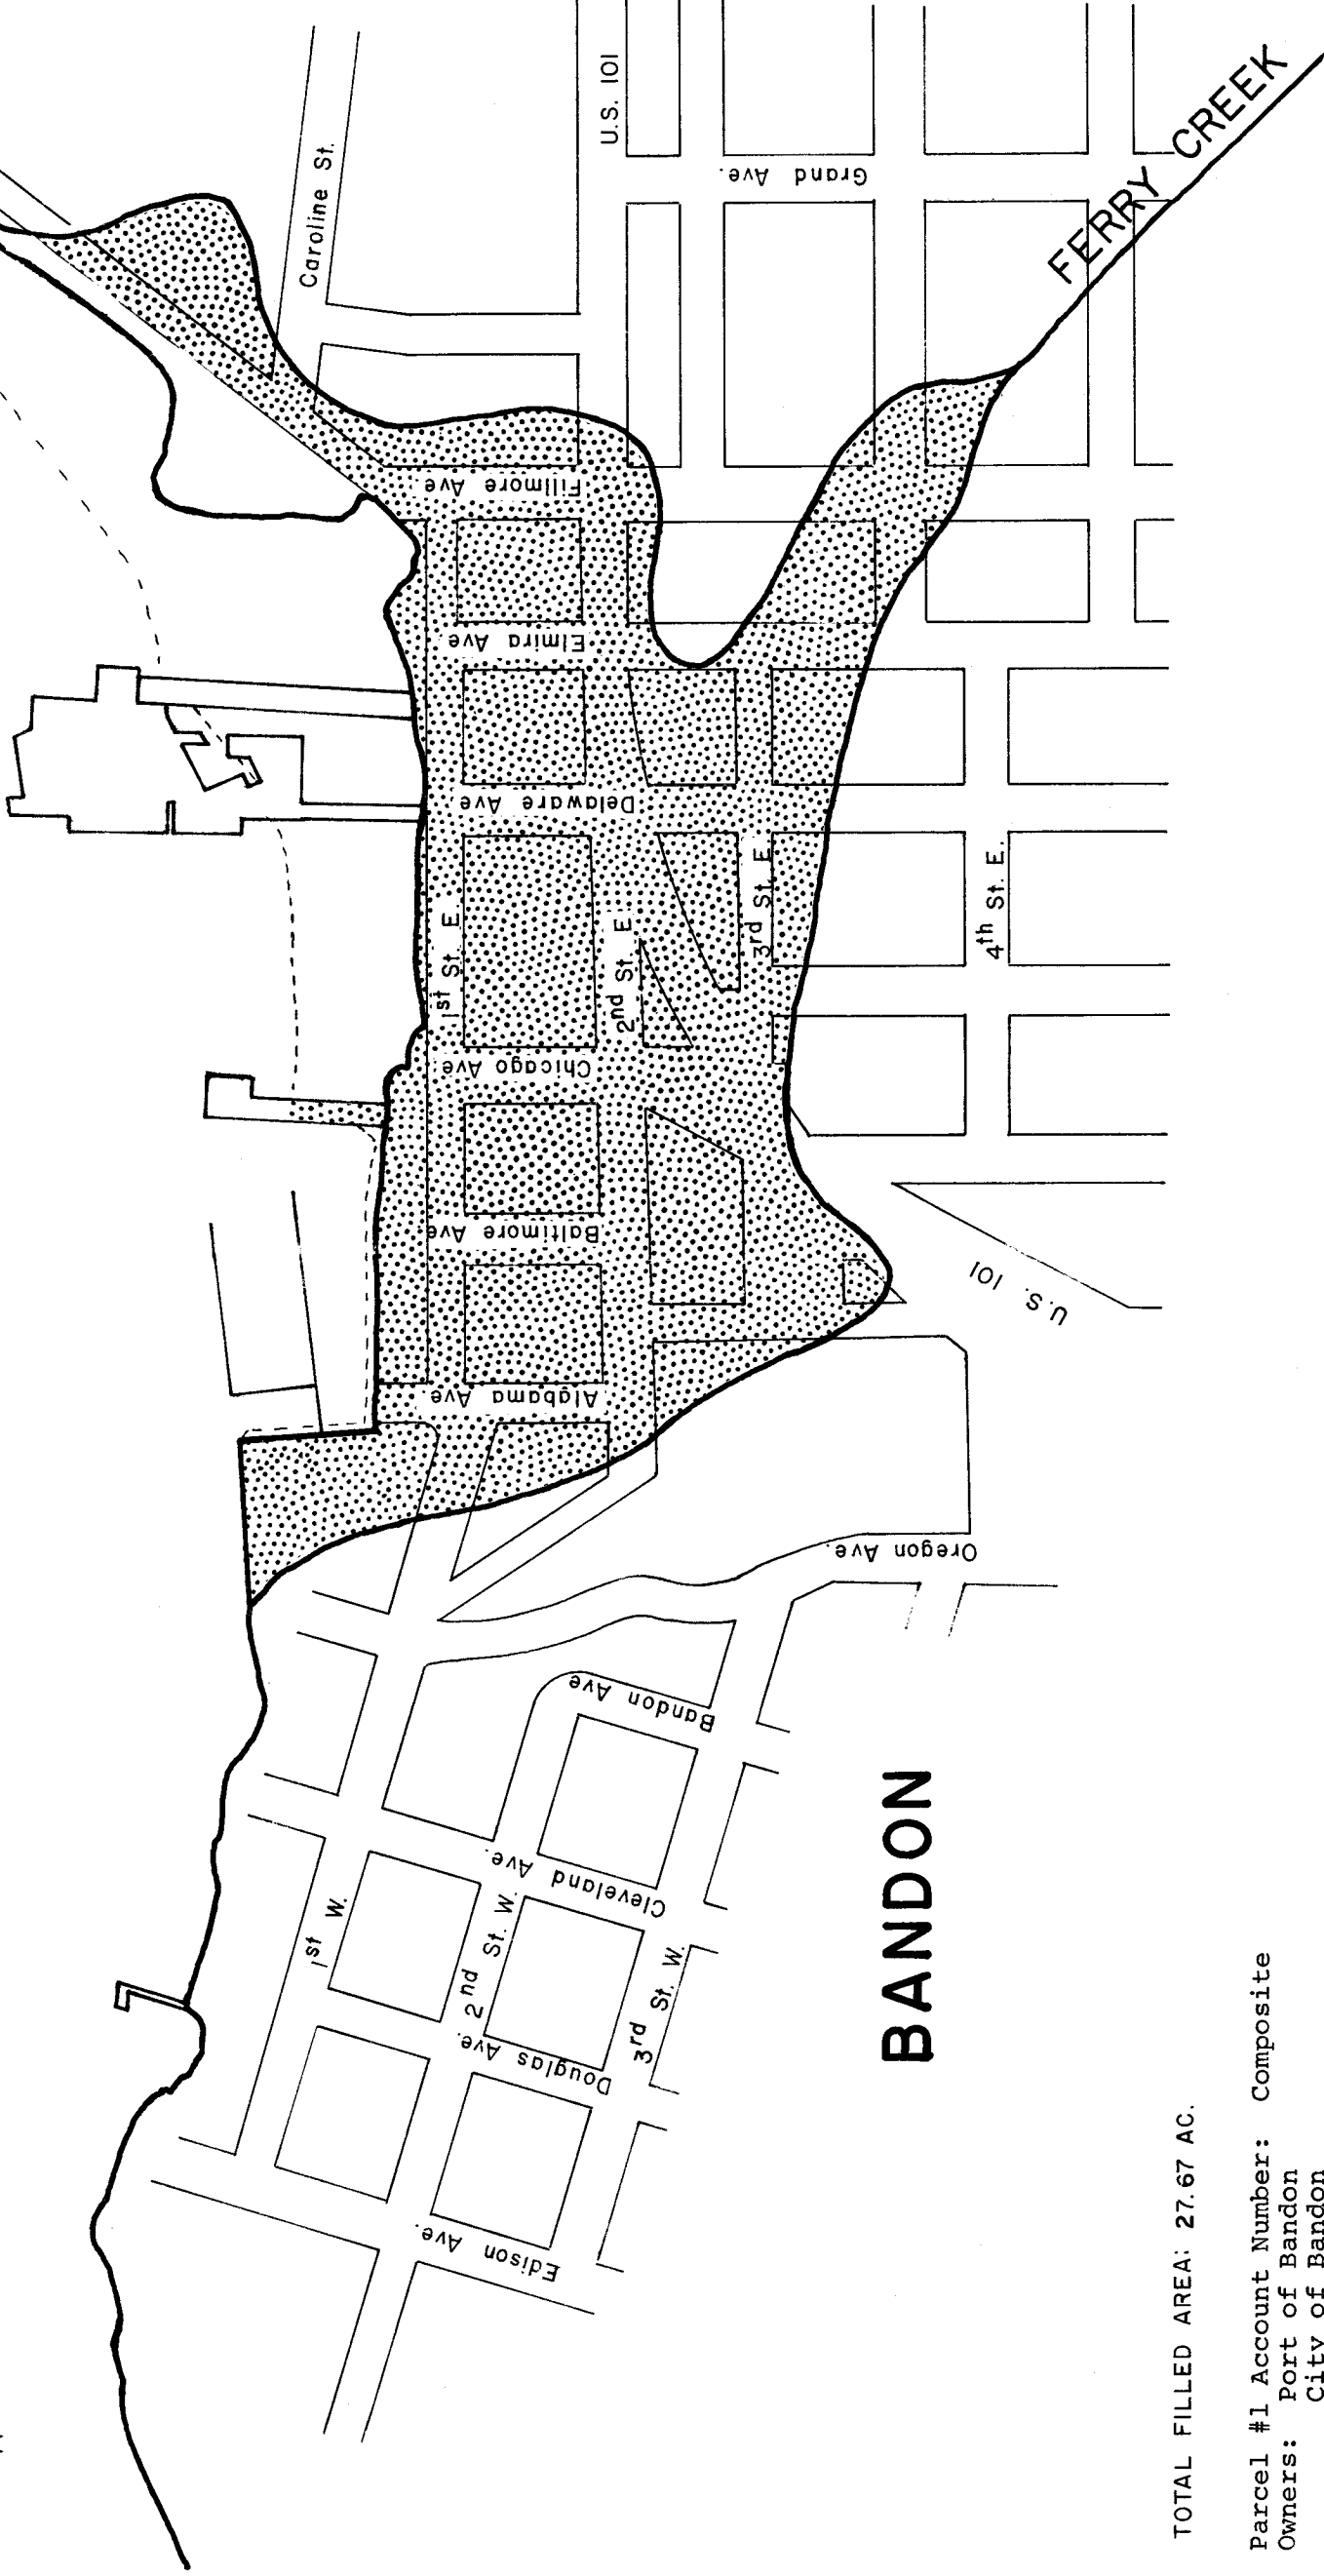 Caroline St.
U.S. 101
Grand Ave.
FERRY CREEK
Fillmore Ave
Elmira Ave
Delaware Ave
1st St. E.
2nd St. E
3rd St. E.
4th St. E.
Chicago Ave.
Baltimore Ave
Alabama Ave.
U.S. 101
Oregon Ave.
Bandon Ave
Cleveland Ave.
1st W.
2nd St. W.
3rd St. W.
Douglas Ave.
Edison Ave.
BANDON
TOTAL FILLED AREA: 27.67 AC.
Parcel #1 Account Number: Composite
Owners: Port of Bandon
City of Bandon